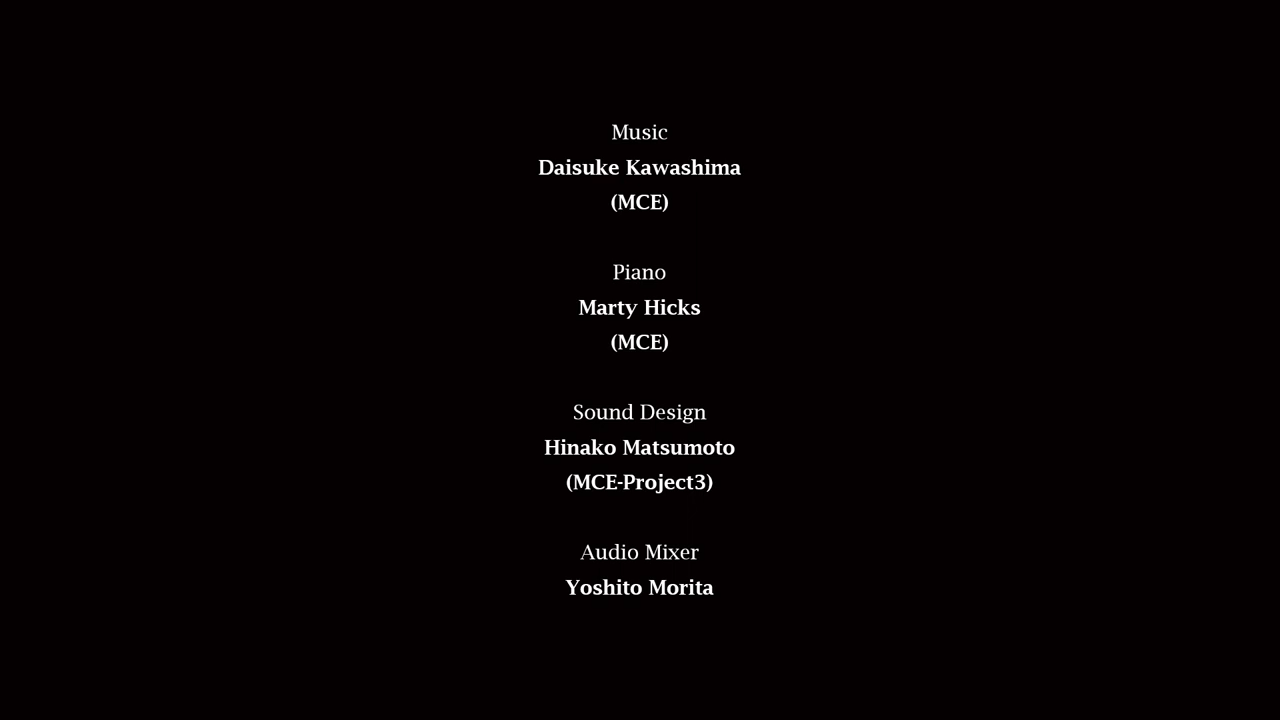 Music
Daisuke Kawashima
(MCE)
Piano
Marty Hicks
(MCE)
Sound Design
Hinako Matsumoto
(MCE-Project3)
Audio Mixer
Yoshito Morita